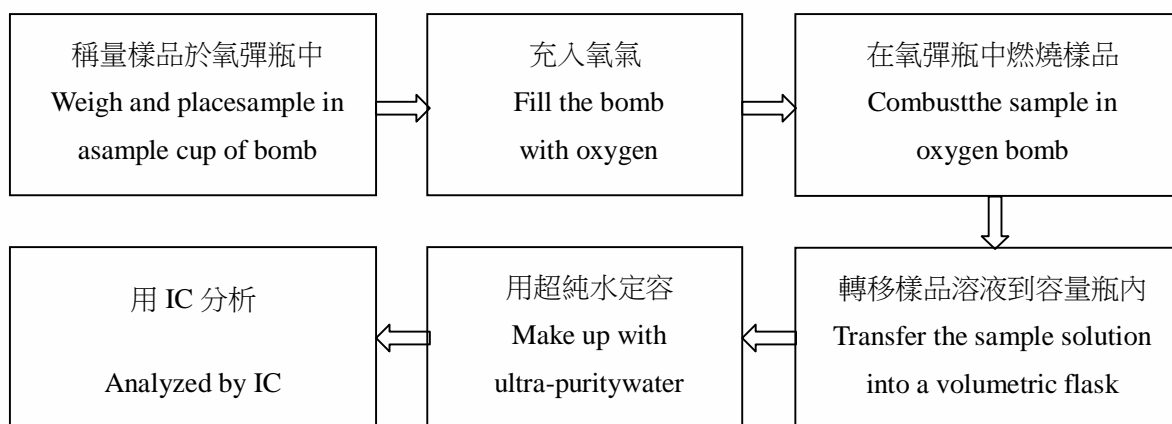 稱量樣品於氧彈瓶中
Weigh and placesample in
asample cup of bomb
充入氧氣
Fill the bomb
with oxygen
在氧彈瓶中燃燒樣品
Combustthe sample in
oxygen bomb
轉移樣品溶液到容量瓶內
Transfer the sample solution
into a volumetric flask
用超純水定容
Make up with
ultra-puritywater
用 IC 分析
Analyzed by IC